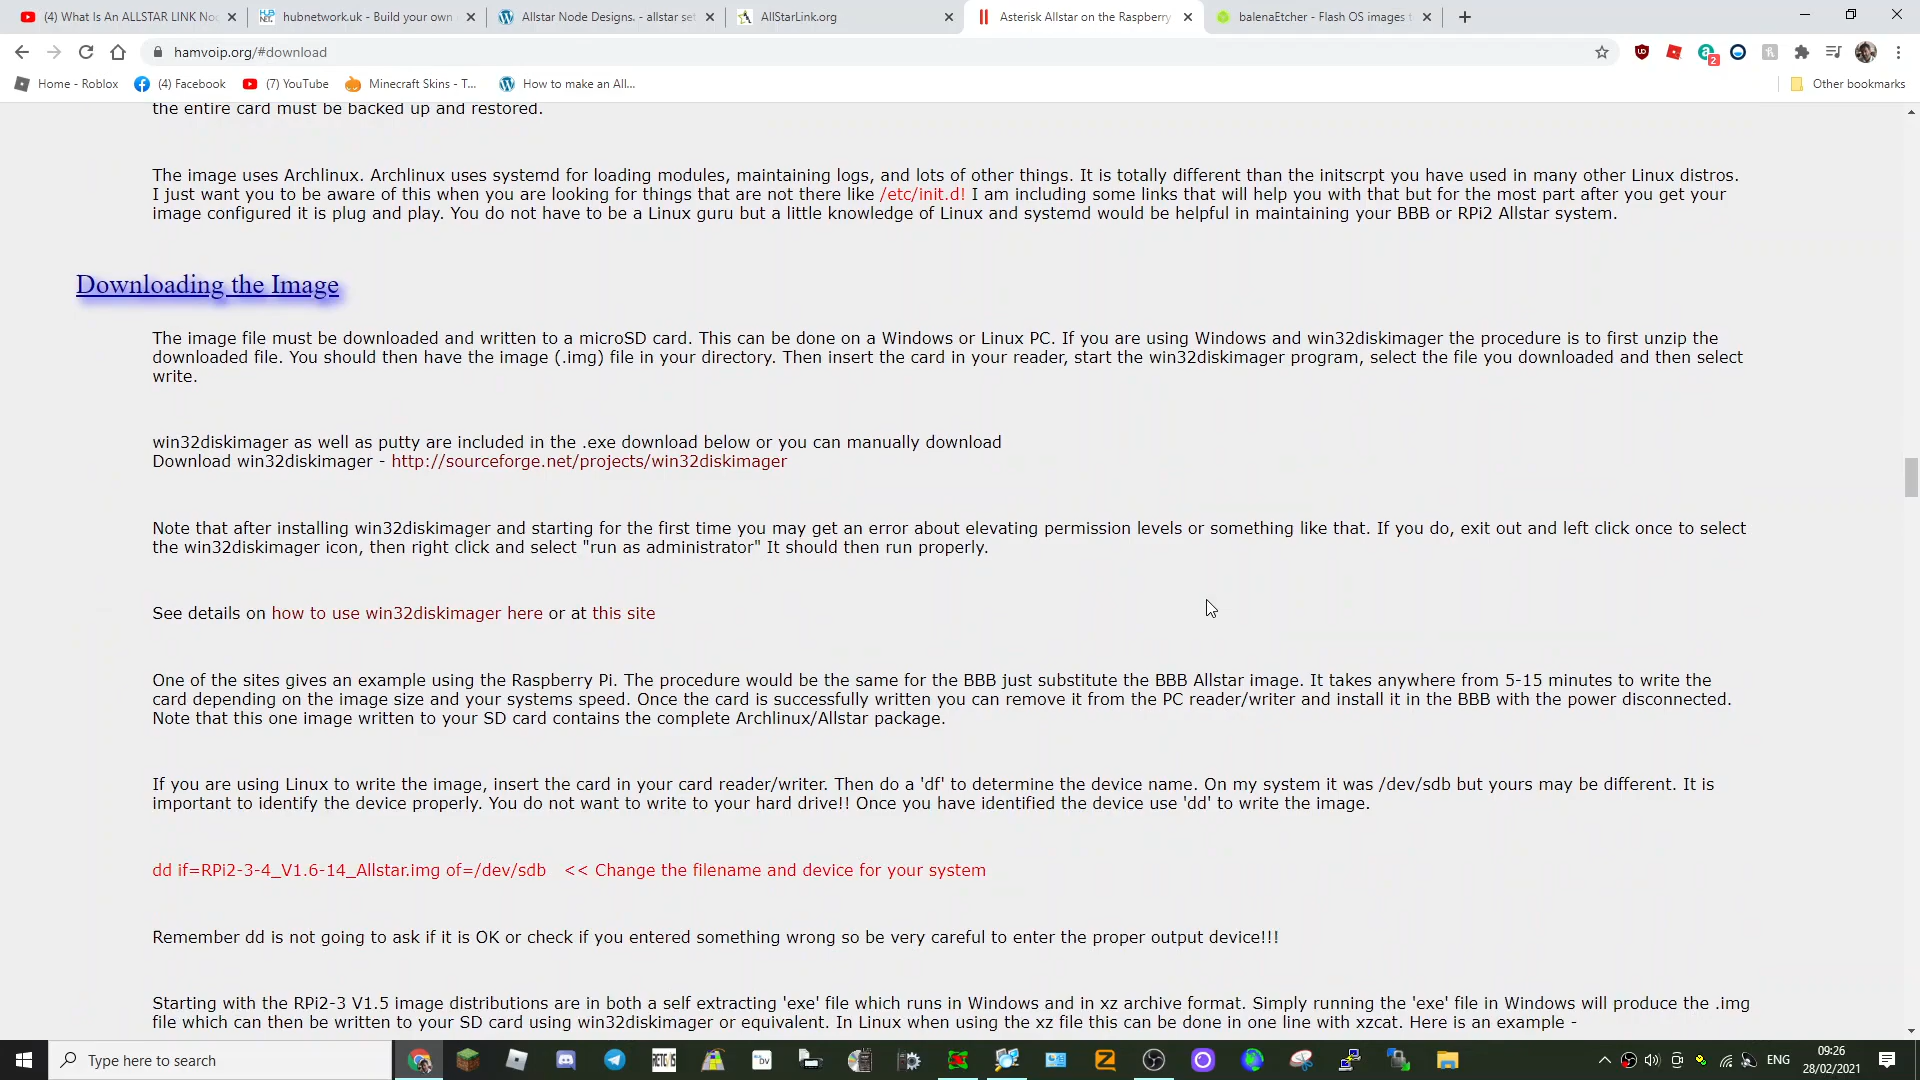 (4) What Is An ALLSTAR LINK No
hubnetwork.uk - Build your own
Allstar Node Designs. - allstar set
AllStarLink.org
Asterisk Allstar on the Raspberry
balenaEtcher - Flash OS images t
hamvoip.org/#download
2
Home - Roblox
(4) Facebook
(7) YouTube
Minecraft Skins - T...
How to make an All...
Other bookmarks
the entire card must be backed up and restored.
The image uses Archlinux. Archlinux uses systemd for loading modules, maintaining logs, and lots of other things. It is totally different than the initscrpt you have used in many other Linux distros.
I just want you to be aware of this when you are looking for things that are not there like /etc/init.d! I am including some links that will help you with that but for the most part after you get your
image configured it is plug and play. You do not have to be a Linux guru but a little knowledge of Linux and systemd would be helpful in maintaining your BBB or RPi2 Allstar system.
Downloading the Image
The image file must be downloaded and written to a microSD card. This can be done on a Windows or Linux PC. If you are using Windows and win32diskimager the procedure is to first unzip the
downloaded file. You should then have the image (.img) file in your directory. Then insert the card in your reader, start the win32diskimager program, select the file you downloaded and then select
write.
win32diskimager as well as putty are included in the .exe download below or you can manually download
Download win32diskimager - http://sourceforge.net/projects/win32diskimager
Note that after installing win32diskimager and starting for the first time you may get an error about elevating permission levels or something like that. If you do, exit out and left click once to select
the win32diskimager icon, then right click and select "run as administrator" It should then run properly.
See details on how to use win32diskimager here or at this site
One of the sites gives an example using the Raspberry Pi. The procedure would be the same for the BBB just substitute the BBB Allstar image. It takes anywhere from 5-15 minutes to write the
card depending on the image size and your systems speed. Once the card is successfully written you can remove it from the PC reader/writer and install it in the BBB with the power disconnected.
Note that this one image written to your SD card contains the complete Archlinux/Allstar package.
If you are using Linux to write the image, insert the card in your card reader/writer. Then do a 'df' to determine the device name. On my system it was /dev/sdb but yours may be different. It is
important to identify the device properly. You do not want to write to your hard drive!! Once you have identified the device use 'dd' to write the image.
dd if=RPi2-3-4_V1.6-14_Allstar.img of=/dev/sdb << Change the filename and device for your system
Remember dd is not going to ask if it is OK or check if you entered something wrong so be very careful to enter the proper output device!!!
Starting with the RPi2-3 V1.5 image distributions are in both a self extracting 'exe' file which runs in Windows and in xz archive format. Simply running the 'exe' file in Windows will produce the .img
file which can then be written to your SD card using win32diskimager or equivalent. In Linux when using the xz file this can be done in one line with xzcat. Here is an example -
Type here to search
ENG
09:26
28/02/2021